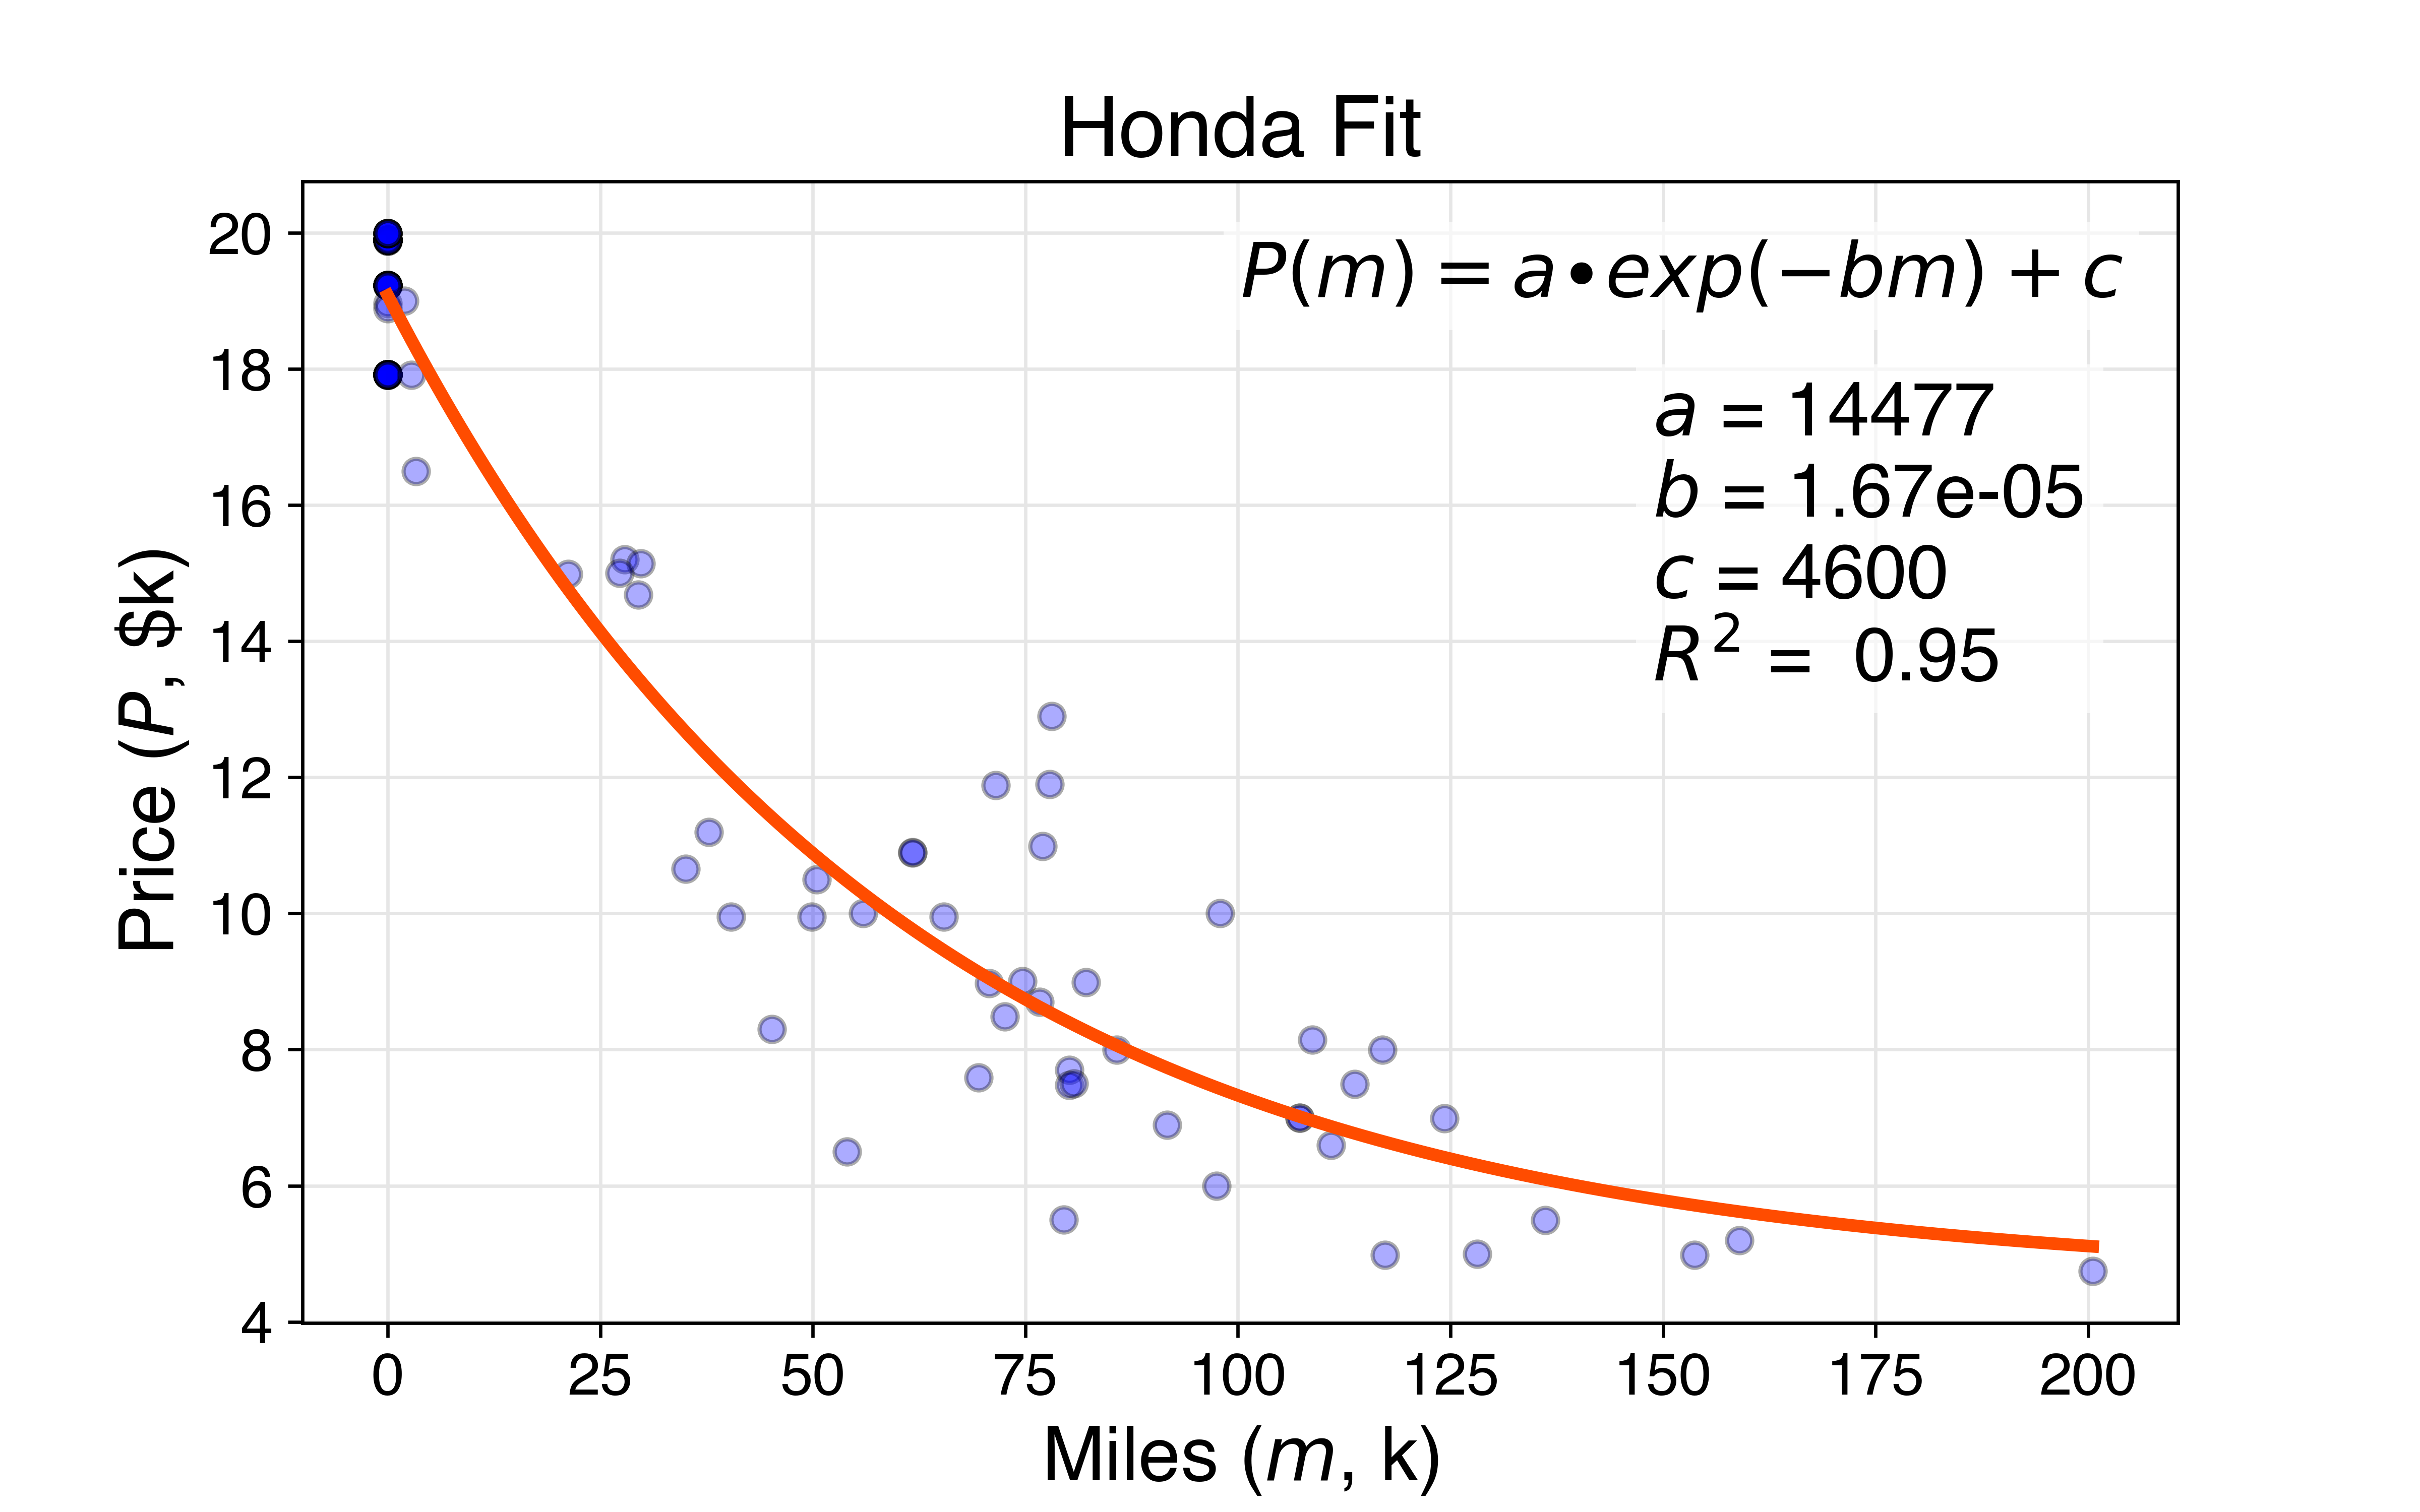 Honda Fit
P(m) = a•exp(−bm) + c
a = 14477
b = 1.67e-05
c = 4600
R² = 0.95
Price (P, $k)
20
18
16
14
12
10
8
6
4
0 25 50 75 100 125 150 175 200
Miles (m, k)